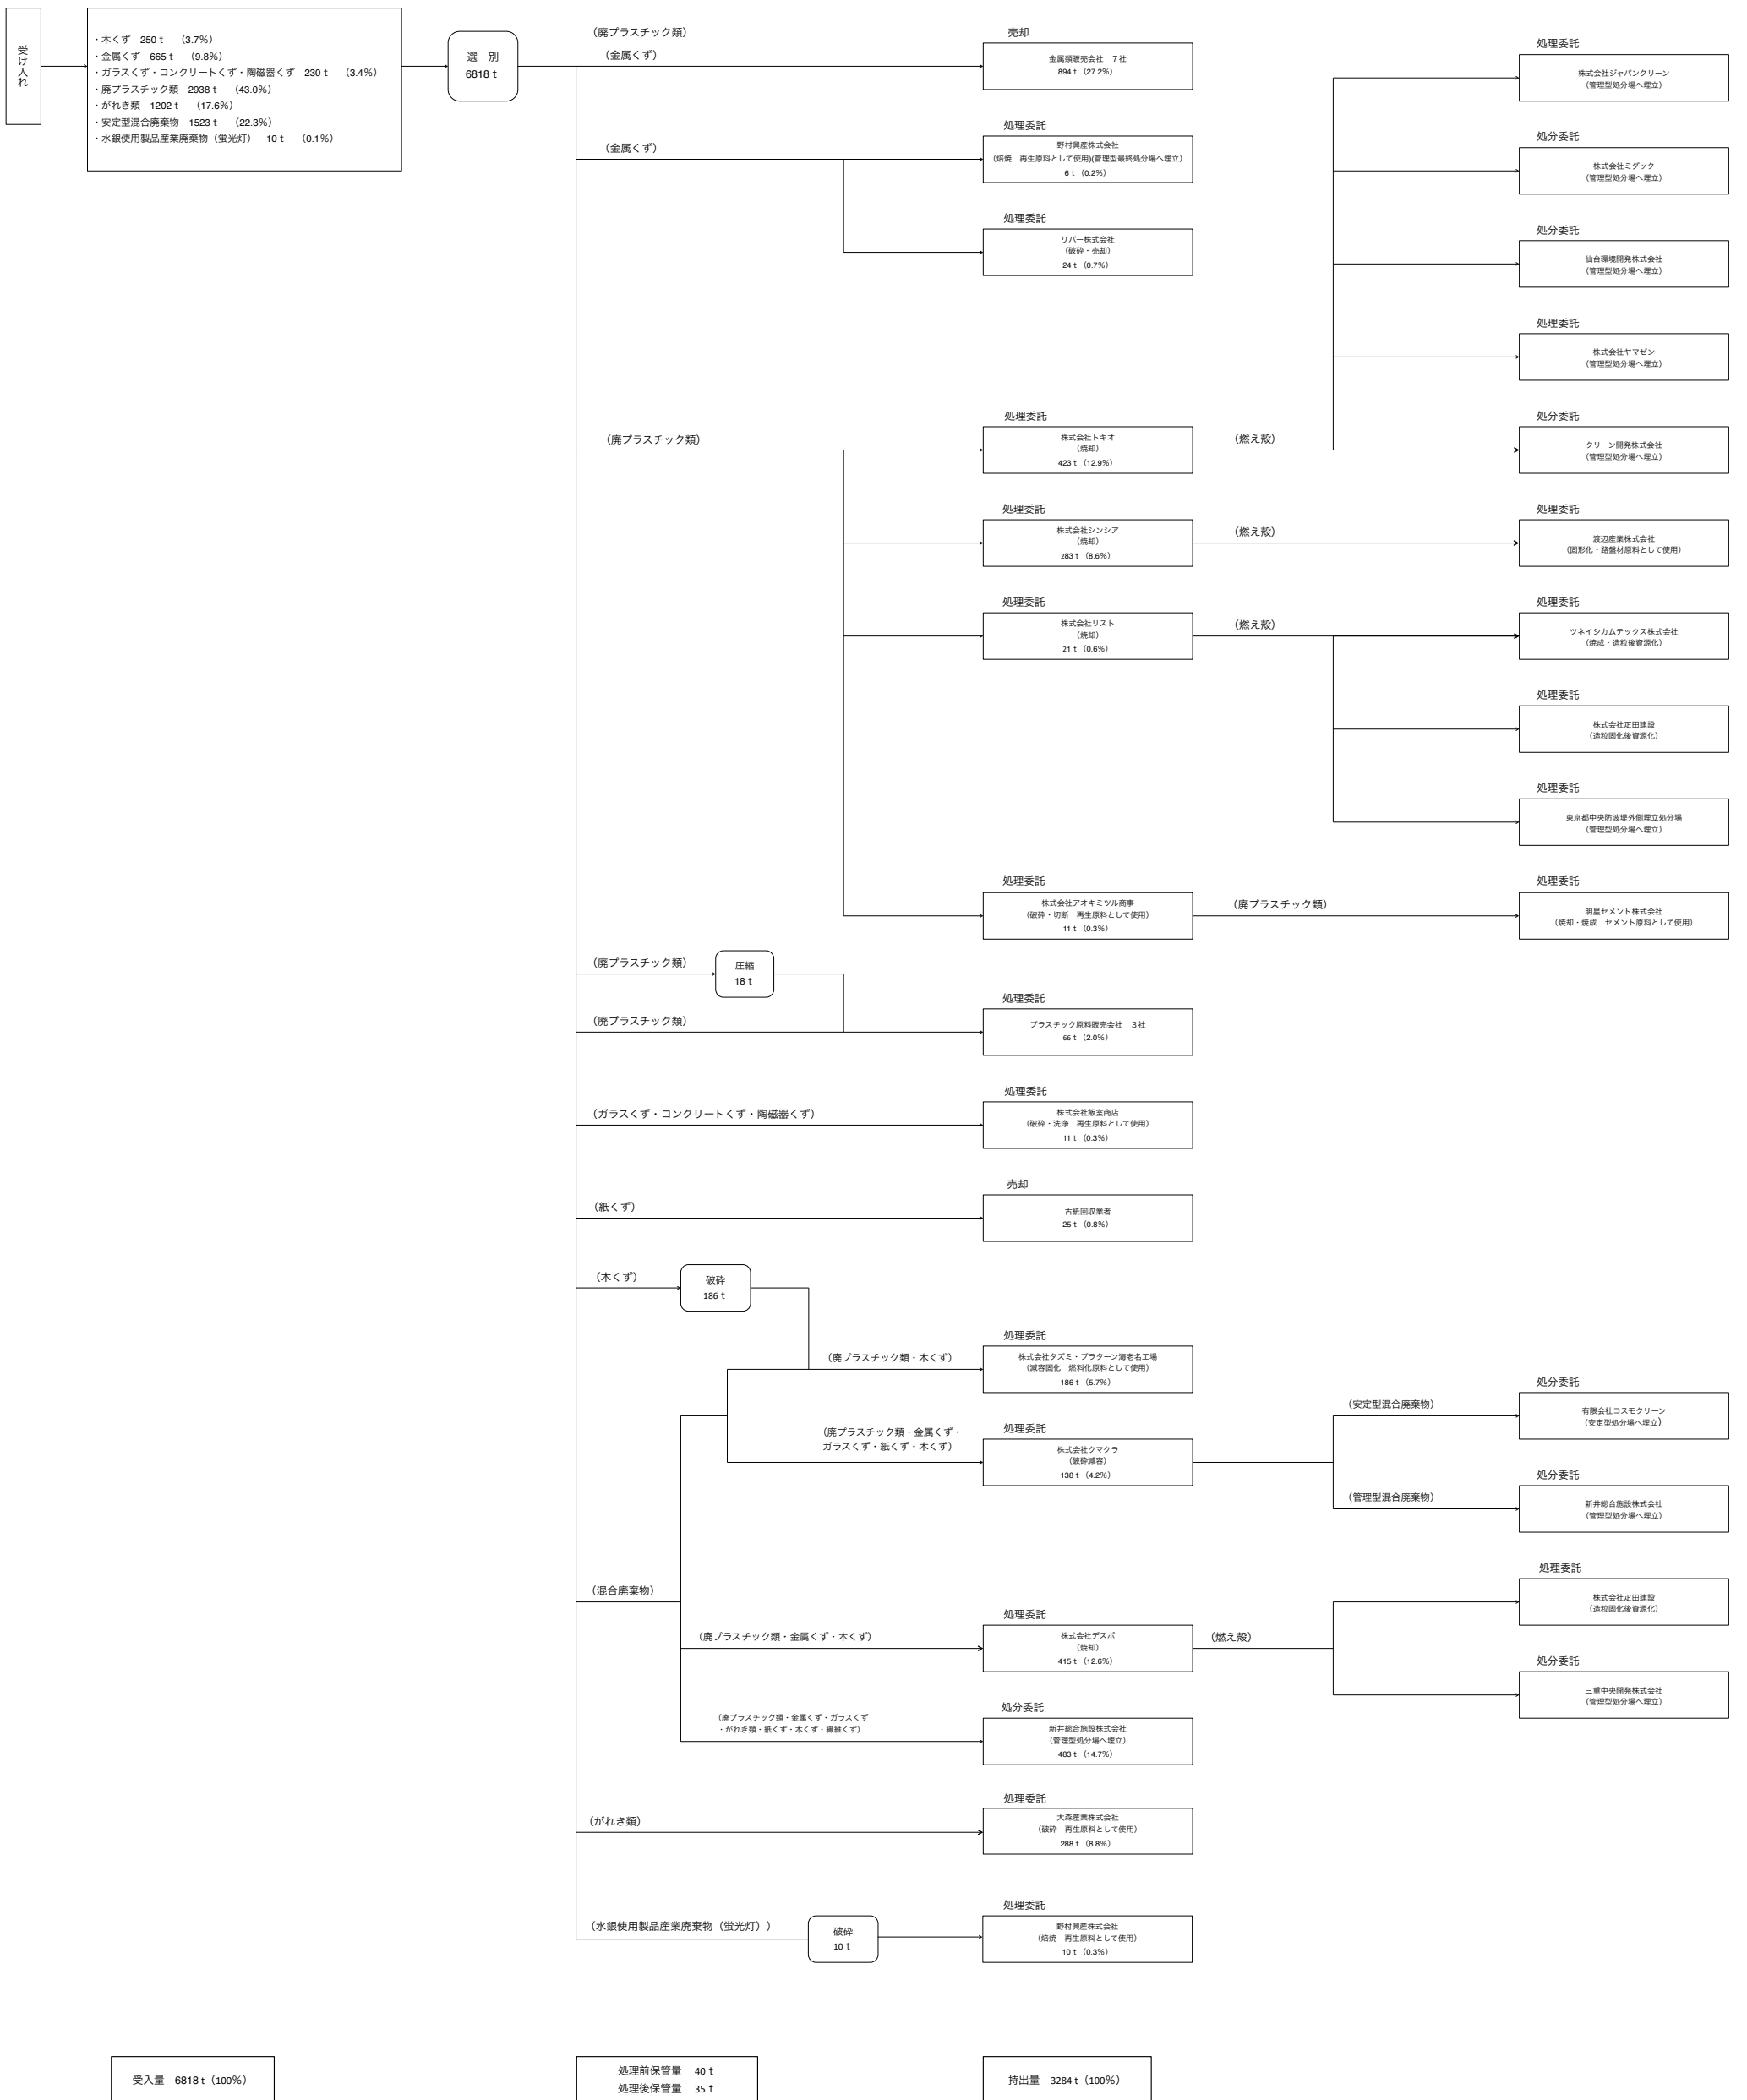 受け入れ
・木くず　250ｔ　（3.7%）
・金属くず　665ｔ　（9.8%）
・ガラスくず・コンクリートくず・陶磁器くず　230ｔ　（3.4%）
・廃プラスチック類　2938ｔ　（43.0%）
・がれき類　1202ｔ　（17.6%）
・安定型混合廃棄物　1523ｔ　（22.3%）
・水銀使用製品産業廃棄物（蛍光灯）　10ｔ　（0.1%）
選　別
6818ｔ
（廃プラスチック類）
（金属くず）
売却
金属類販売会社　７社
894ｔ（27.2%）
（金属くず）
処理委託
野村興産株式会社
（焙焼　再生原料として使用)(管理型最終処分場へ埋立）
6ｔ（0.2%）
処理委託
リバー株式会社
（破砕・売却）
24ｔ（0.7%）
処理委託
株式会社ジャパンクリーン
（管理型処分場へ埋立）
処分委託
株式会社ミダック
（管理型処分場へ埋立）
処分委託
仙台環境開発株式会社
（管理型処分場へ埋立）
処理委託
株式会社ヤマゼン
（管理型処分場へ埋立）
（廃プラスチック類）
処理委託
株式会社トキオ
（焼却）
423ｔ（12.9%）
（燃え殻）
処分委託
クリーン開発株式会社
（管理型処分場へ埋立）
処理委託
株式会社シンシア
（焼却）
283ｔ（8.6%）
（燃え殻）
処理委託
渡辺産業株式会社
（固形化・路盤材原料として使用）
処理委託
株式会社リスト
（焼却）
21ｔ（0.6%）
（燃え殻）
処理委託
ツネイシカムテックス株式会社
（焼成・造粒後資源化）
処理委託
株式会社疋田建設
（造粒固化後資源化）
処理委託
東京都中央防波堤外側埋立処分場
（管理型処分場へ埋立）
処理委託
株式会社アオキミツル商事
（破砕・切断　再生原料として使用）
11ｔ（0.3%）
（廃プラスチック類）
処理委託
明星セメント株式会社
（焼却・焼成　セメント原料として使用）
（廃プラスチック類）
圧縮
18ｔ
（廃プラスチック類）
処理委託
プラスチック原料販売会社　３社
66ｔ（2.0%）
（ガラスくず・コンクリートくず・陶磁器くず）
処理委託
株式会社飯室商店
（破砕・洗浄　再生原料として使用）
11ｔ（0.3%）
（紙くず）
売却
古紙回収業者
25ｔ（0.8%）
（木くず）
破砕
186ｔ
（廃プラスチック類・木くず）
処理委託
株式会社タズミ・プラターン海老名工場
（減容固化　燃料化原料として使用）
186ｔ（5.7%）
（廃プラスチック類・金属くず・
ガラスくず・紙くず・木くず）
処理委託
株式会社クマクラ
（破砕減容）
138ｔ（4.2%）
（安定型混合廃棄物）
処分委託
有限会社コスモクリーン
（安定型処分場へ埋立）
（管理型混合廃棄物）
処分委託
新井総合施設株式会社
（管理型処分場へ埋立）
（混合廃棄物）
（廃プラスチック類・金属くず・木くず）
処理委託
株式会社デスポ
（焼却）
415ｔ（12.6%）
（燃え殻）
処理委託
株式会社疋田建設
（造粒固化後資源化）
処分委託
三重中央開発株式会社
（管理型処分場へ埋立）
（廃プラスチック類・金属くず・ガラスくず
・がれき類・紙くず・木くず・繊維くず）
処分委託
新井総合施設株式会社
（管理型処分場へ埋立）
483ｔ（14.7%）
（がれき類）
処理委託
大森産業株式会社
（破砕　再生原料として使用）
288ｔ（8.8%）
（水銀使用製品産業廃棄物（蛍光灯））
破砕
10ｔ
処理委託
野村興産株式会社
（焙焼　再生原料として使用）
10ｔ（0.3%）
受入量　6818ｔ（100%）
処理前保管量　40ｔ
処理後保管量　35ｔ
持出量　3284ｔ（100%）